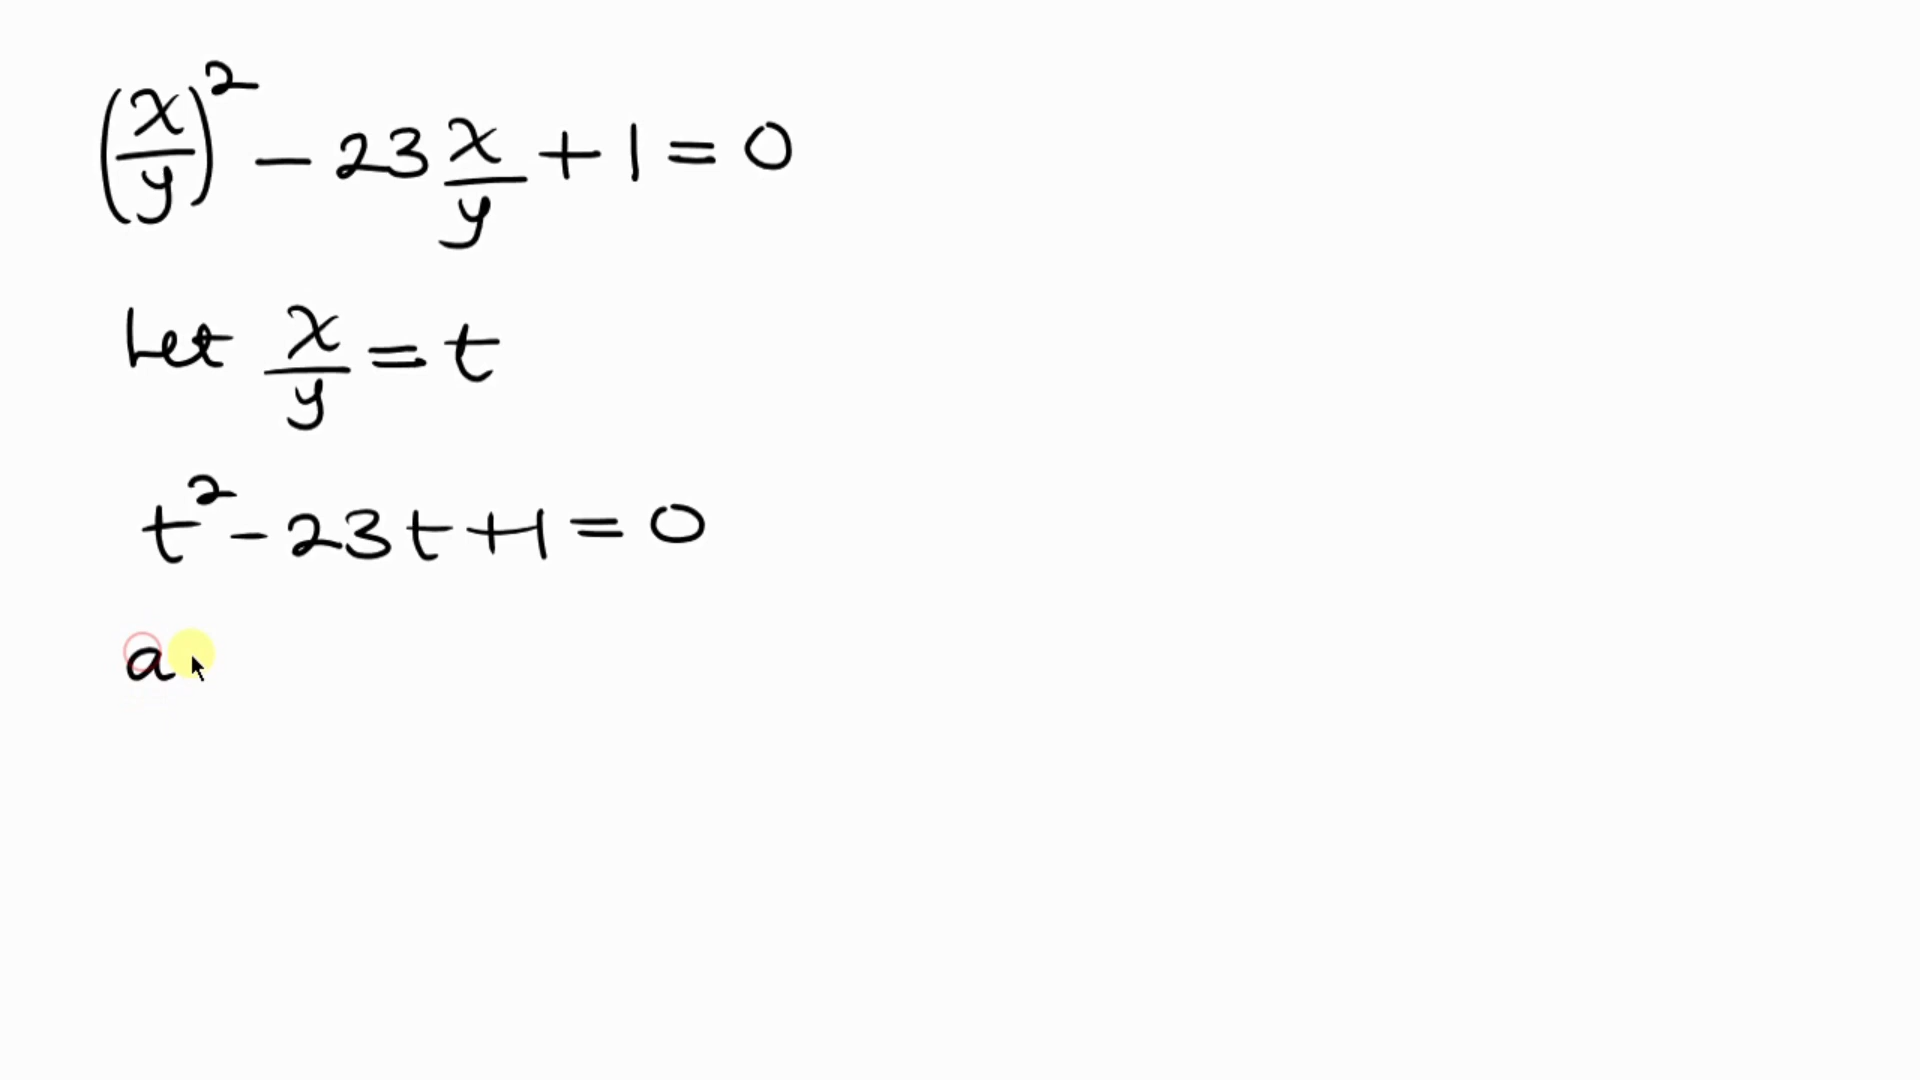 (x/y)² - 23 x/y + 1 = 0
Let x/y = t
t² - 23t + 1 = 0
a